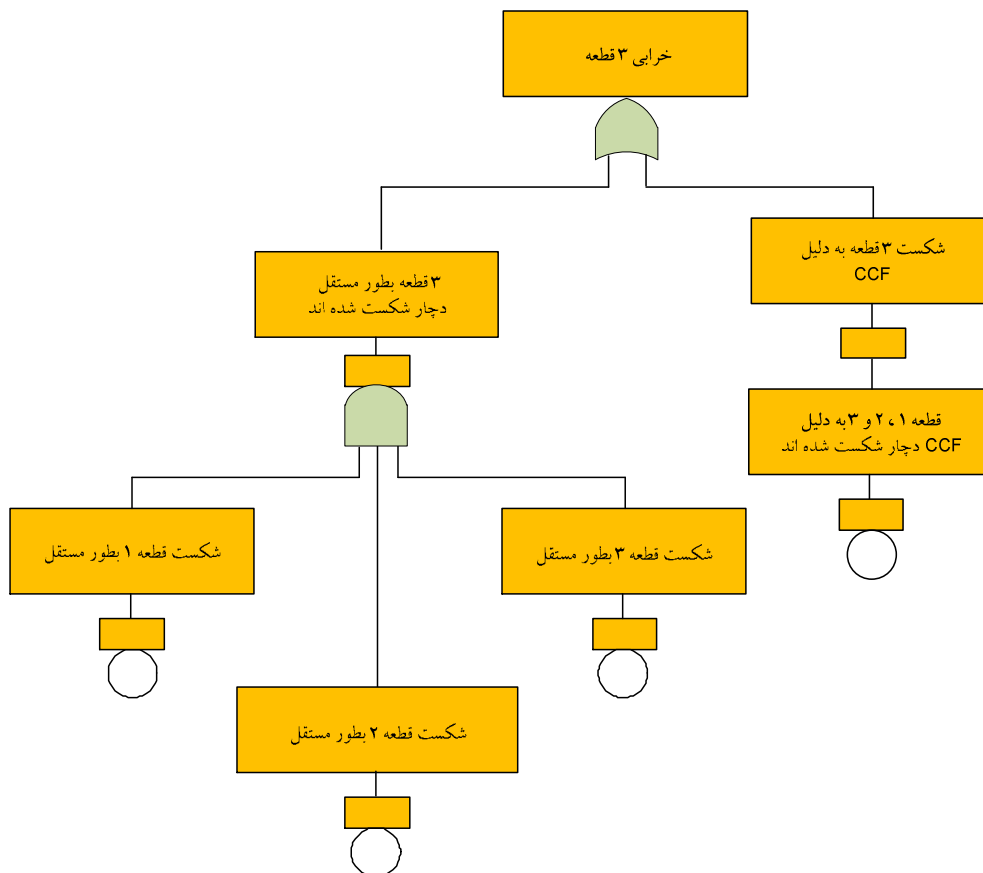 خرابی ۳ قطعه
شکست ۳ قطعه به دلیل
CCF
۳ قطعه بطور مستقل
دچار شکست شده اند
قطعه ۱ ، ۲ و ۳ به دلیل
CCF دچار شکست شده اند
شکست قطعه ۳ بطور مستقل
شکست قطعه ۱ بطور مستقل
شکست قطعه ۲ بطور مستقل